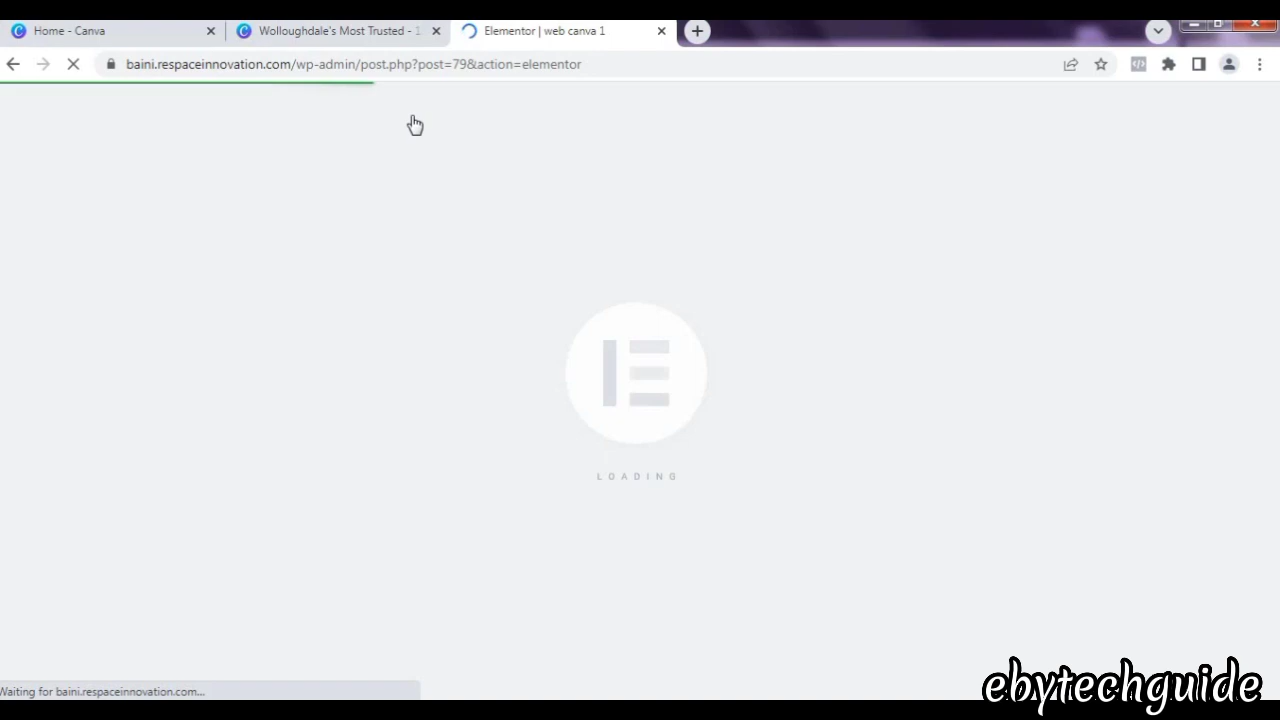 Home - Canva
Wolloughdale's Most Trusted - 1
Elementor | web canva 1
baini.respaceinnovation.com/wp-admin/post.php?post=79&action=elementor
LOADING
Waiting for baini.respaceinnovation.com...
ebytechguide